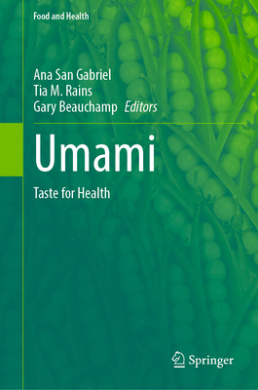 Food and Health
Ana San Gabriel
Tia M. Rains
Gary Beauchamp Editors
Umami
Taste for Health
Springer